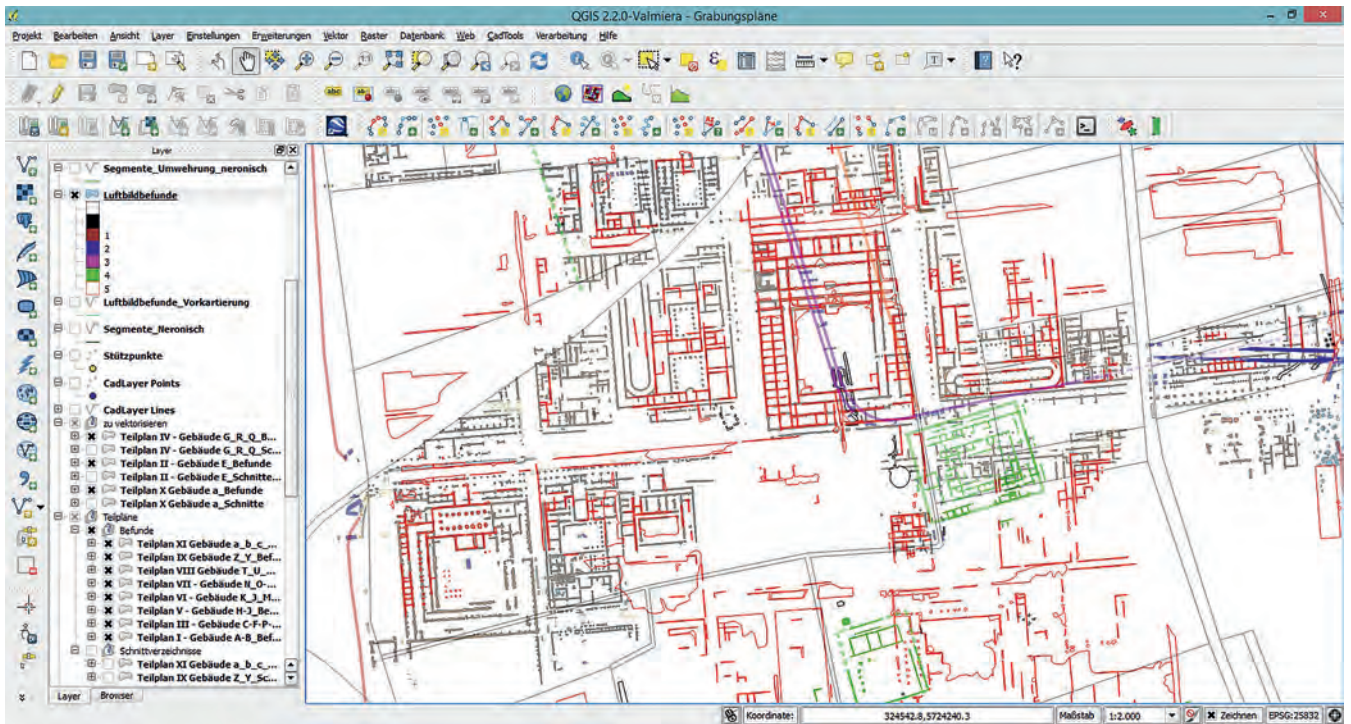 QGIS 2.2.0-Valmiera - Grabungspläne
Projekt Bearbeiten Ansicht Layer Einstellungen Erweiterungen Vektor Raster Datenbank Web CadTools Verarbeitung Hilfe
Layer
Segmente_Umwehrung_neronisch
Luftbildbefunde
1
2
3
4
5
Luftbildbefunde_Vorkartierung
Segmente_Neronisch
Stützpunkte
CadLayer Points
CadLayer Lines
zu vektorisieren
Teilplan IV - Gebäude G_R_Q_B...
Teilplan IV - Gebäude G_R_Q_Sc...
Teilplan II - Gebäude E_Befunde
Teilplan II - Gebäude E_Schnitte...
Teilplan X Gebäude a_Befunde
Teilplan X Gebäude a_Schnitte
Teilpläne
Befunde
Teilplan XI Gebäude a_b_c_...
Teilplan IX Gebäude Z_Y_Bef...
Teilplan VIII Gebäude T_U_...
Teilplan VII - Gebäude N_O-...
Teilplan VI - Gebäude K_J_M...
Teilplan V - Gebäude H-J_Be...
Teilplan III - Gebäude C-F-P-...
Teilplan I - Gebäude A-B_Bef...
Schnittverzeichnisse
Teilplan XI Gebäude a_b_c_...
Teilplan IX Gebäude Z_Y_Sc...
Layer Browser
Koordinate: 324542.8,5724240.3 Maßstab 1:2.000 Zeichnen EPSG:25832